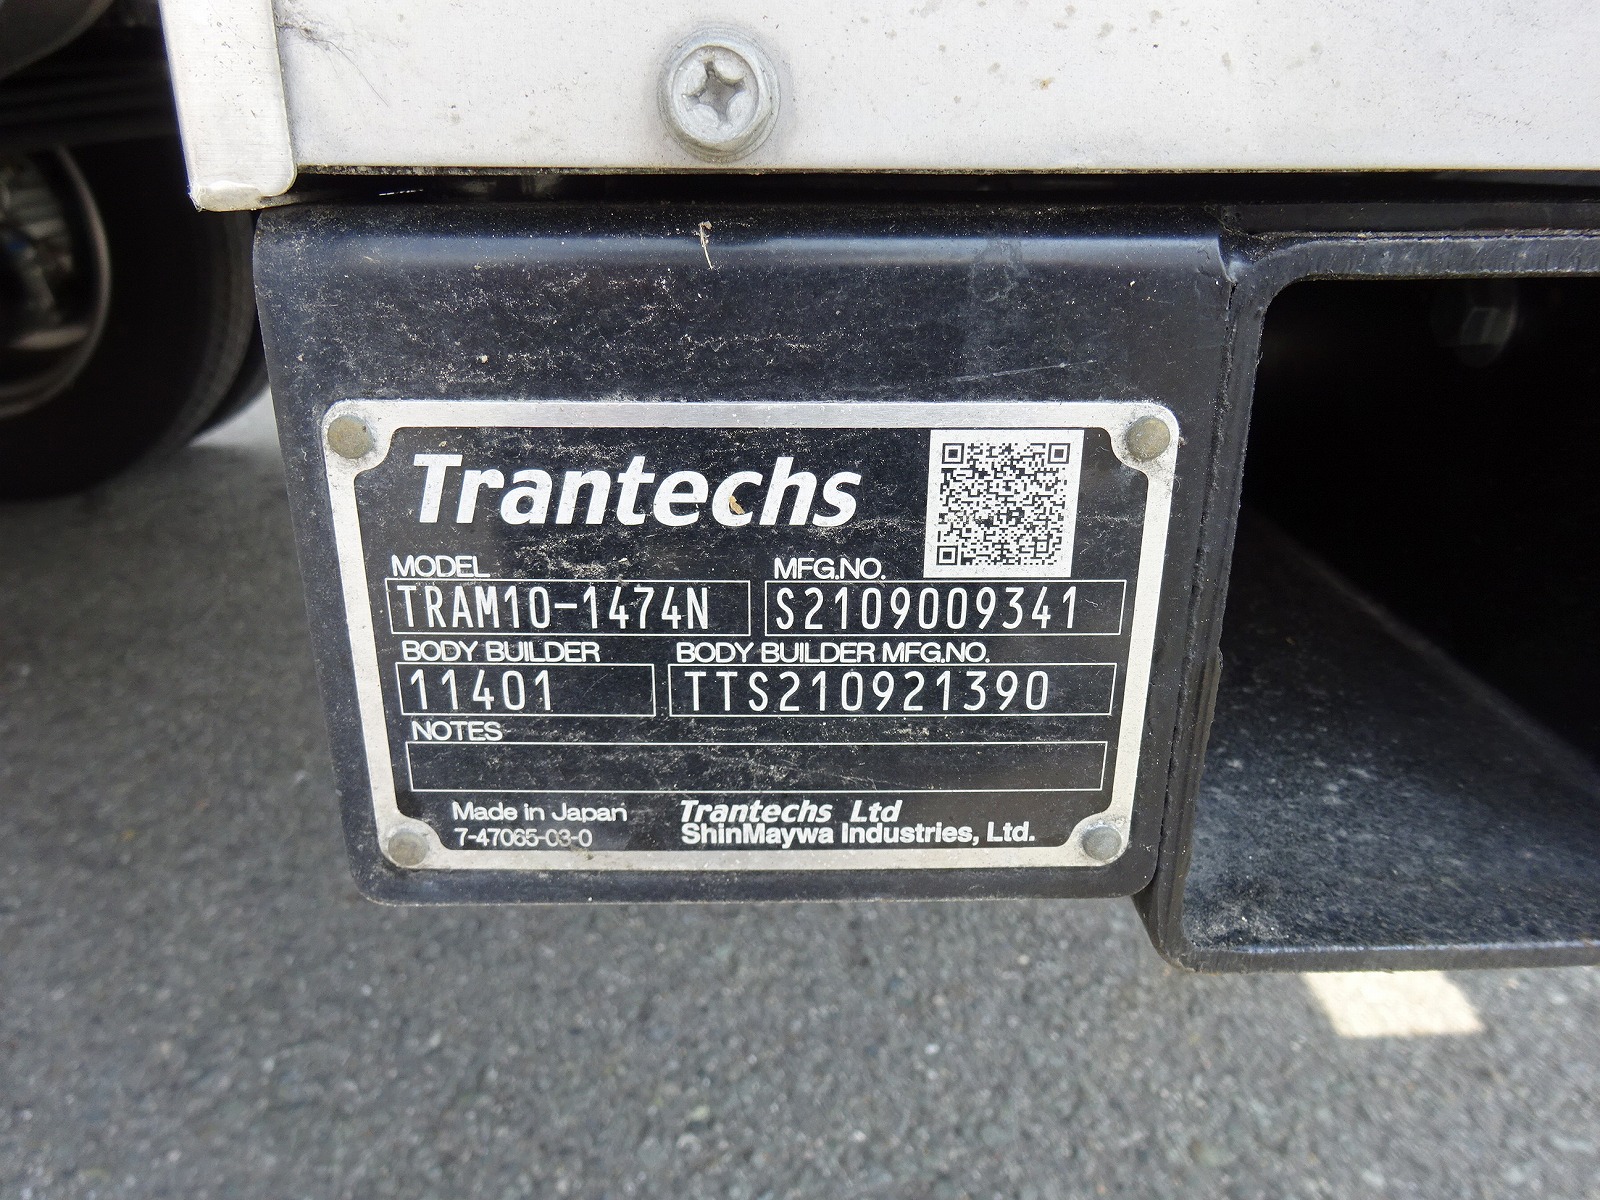 Trantechs
MODEL MFG.NO.
TRAM10-1474N S2109009341
BODY BUILDER BODY BUILDER MFG.NO.
11401 TTS210921390
NOTES
Made in Japan Trantechs Ltd
7-47065-03-0 ShinMaywa Industries, Ltd.